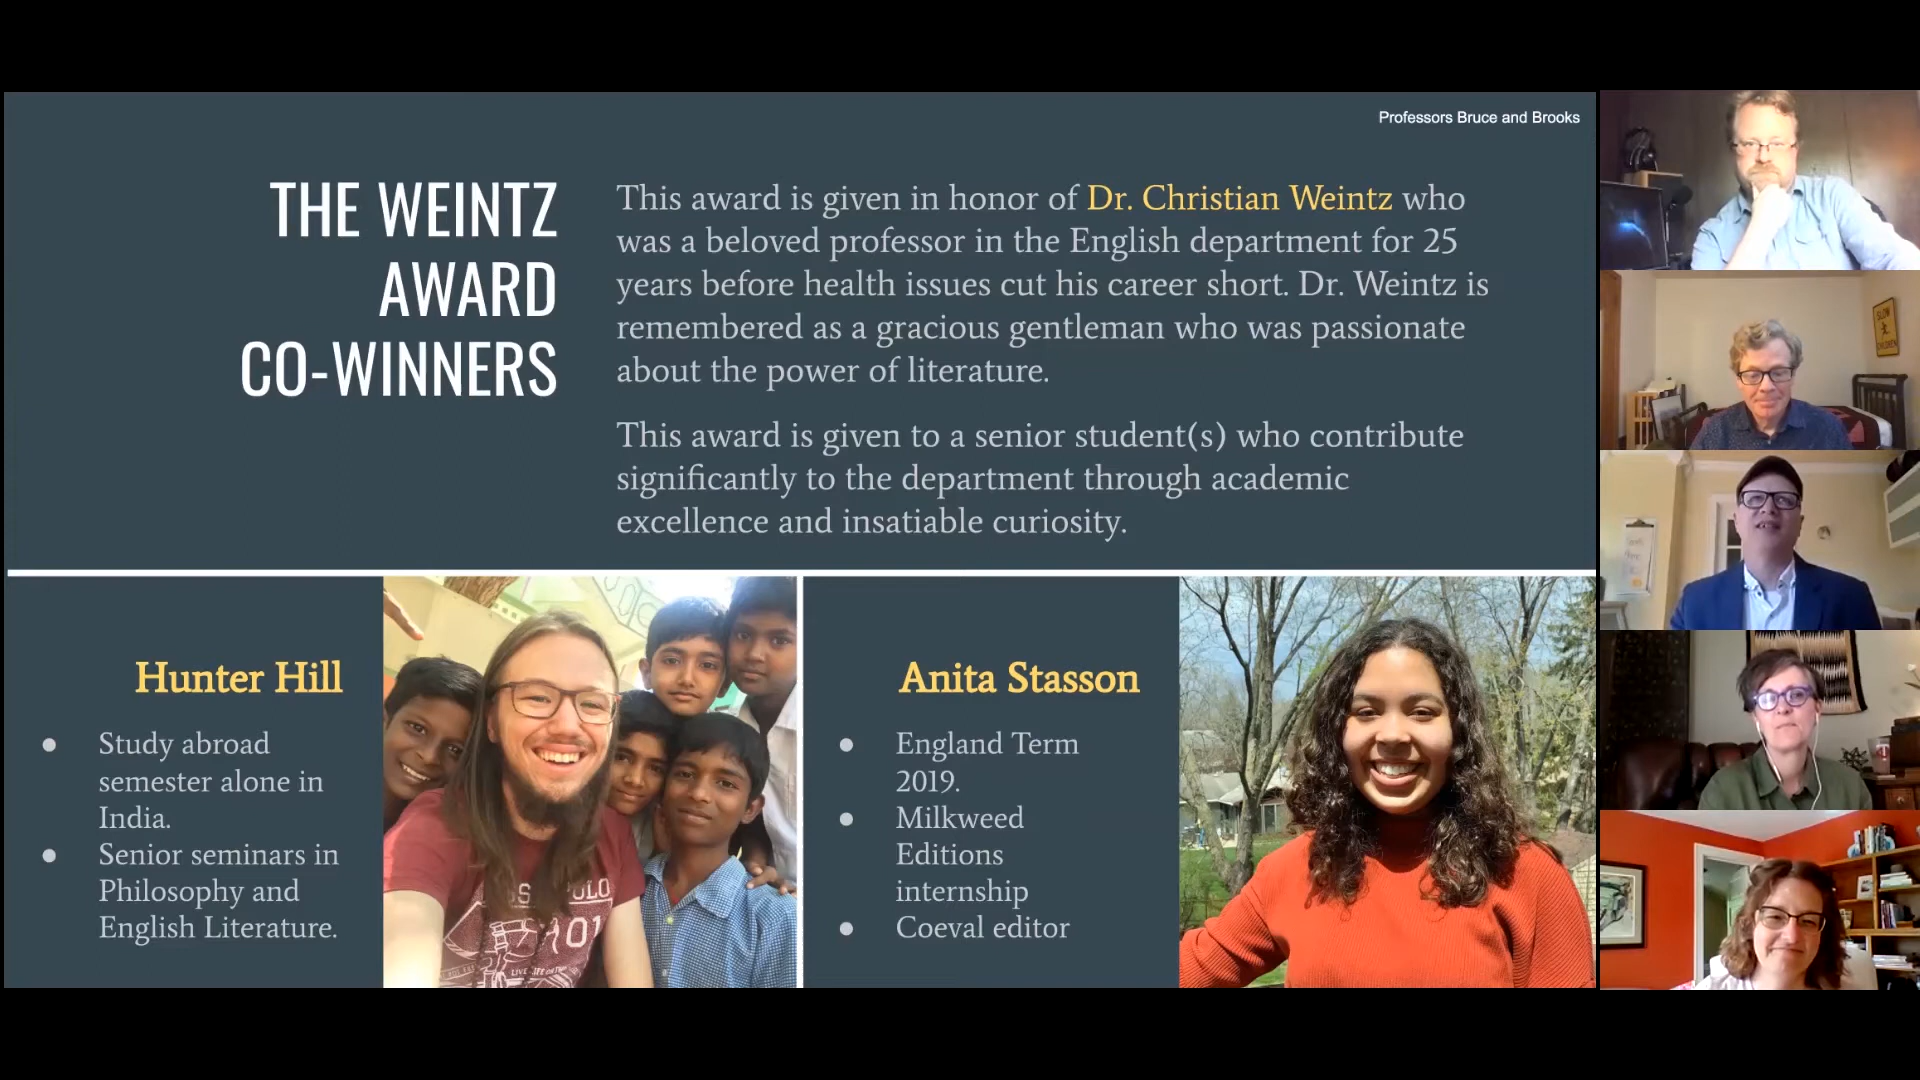 Professors Bruce and Brooks
THE WEINTZ
AWARD
CO-WINNERS
This award is given in honor of Dr. Christian Weintz who
was a beloved professor in the English department for 25
years before health issues cut his career short. Dr. Weintz is
remembered as a gracious gentleman who was passionate
about the power of literature.
This award is given to a senior student(s) who contribute
significantly to the department through academic
excellence and insatiable curiosity.
Hunter Hill
● Study abroad
semester alone in
India.
● Senior seminars in
Philosophy and
English Literature.
Anita Stasson
● England Term
2019.
● Milkweed
Editions
internship
● Coeval editor
SLOW
CHILDREN